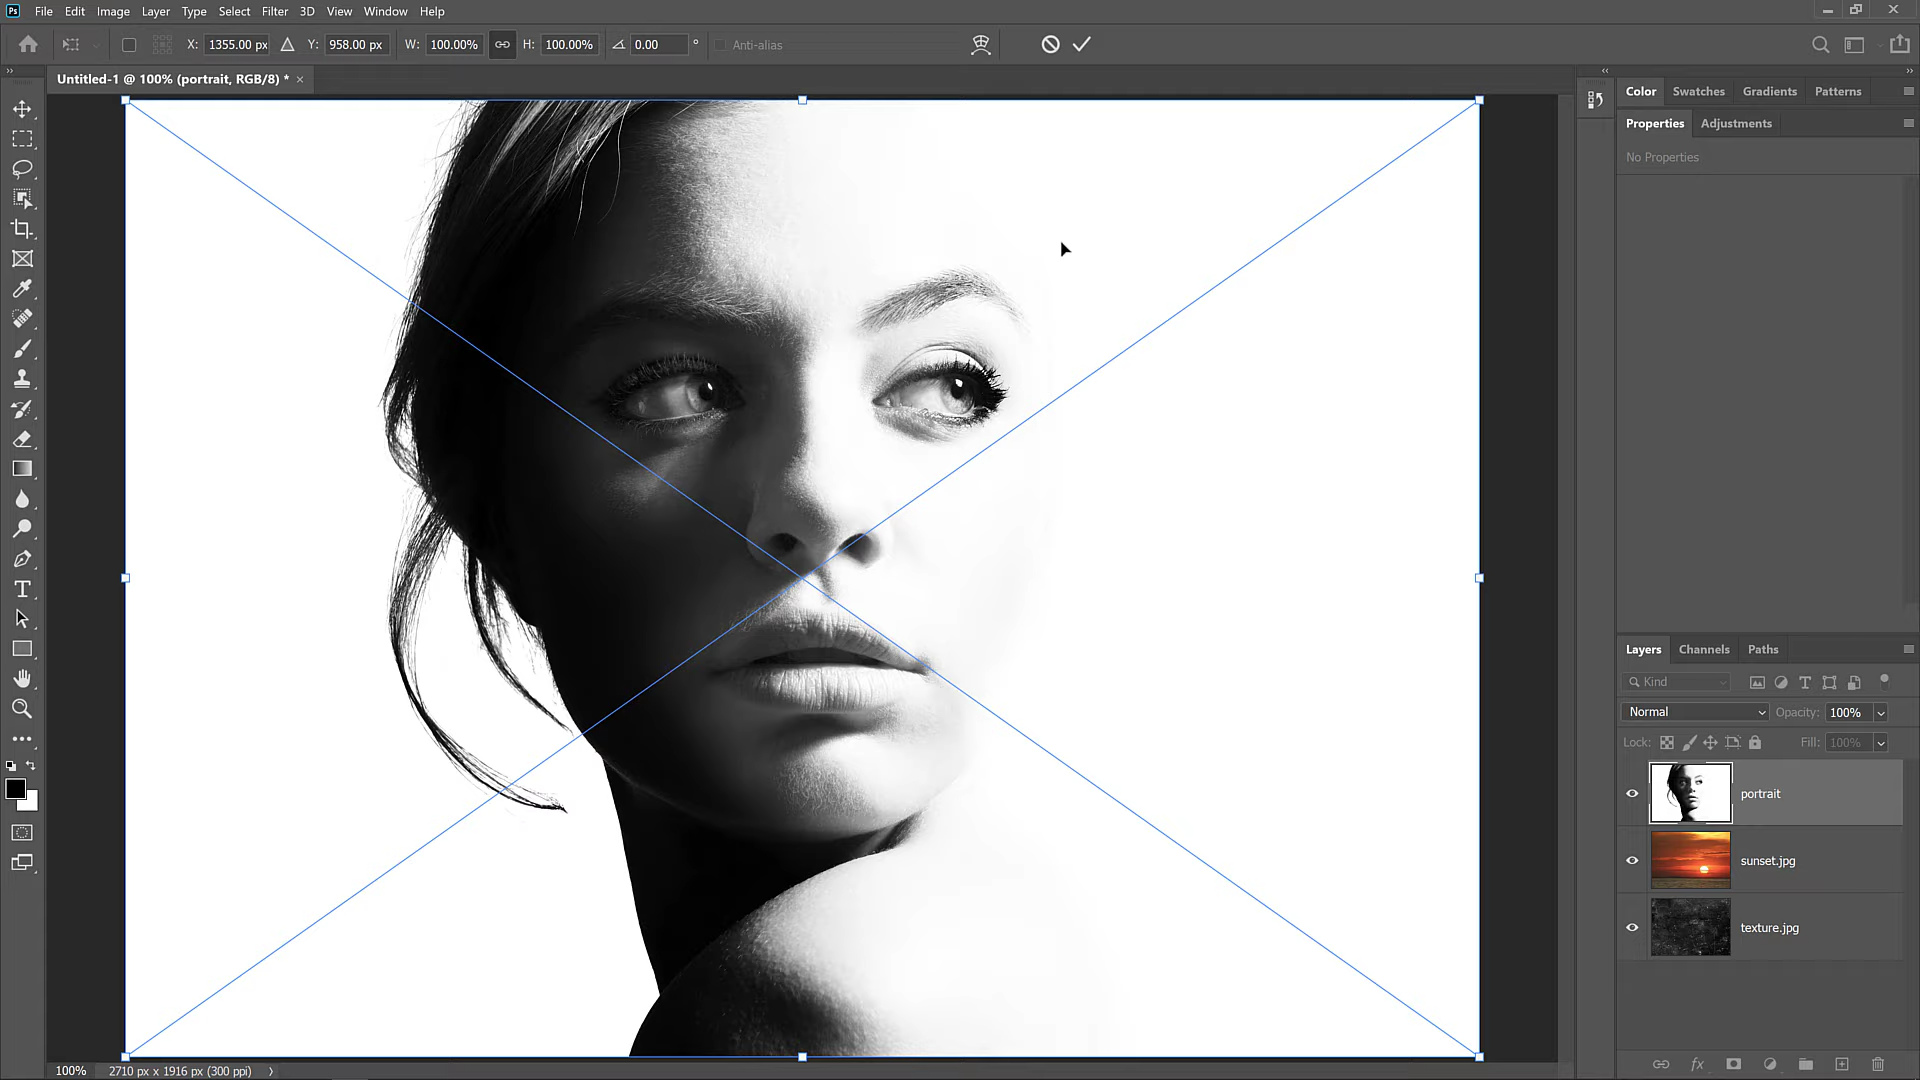 Ps File Edit Image Layer Type Select Filter 3D View Window Help
X: 1355.00 px Y: 958.00 px W: 100.00% H: 100.00% 0.00 ° Anti-alias
Untitled-1 @ 100% (portrait, RGB/8) * ×
Color Swatches Gradients Patterns
Properties Adjustments
No Properties
Layers Channels Paths
Kind
Normal Opacity: 100%
Lock: Fill: 100%
portrait
sunset.jpg
texture.jpg
100% 2710 px x 1916 px (300 ppi)